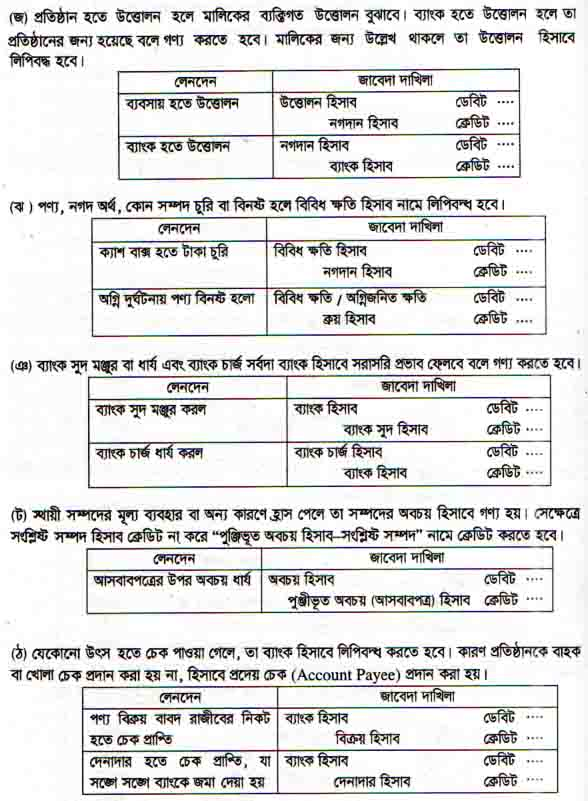 (জ) প্রতিষ্ঠান হতে উত্তোলন হলে মালিকের ব্যক্তিগত উত্তোলন বুঝাবে। ব্যাংক হতে উত্তোলন হলে তা
প্রতিষ্ঠানের জন্য হয়েছে বলে গণ্য করতে হবে। মালিকের জন্য উল্লেখ থাকলে তা উত্তোলন হিসাবে
লিপিবদ্ধ হবে।
লেনদেন জাবেদা দাখিলা
ব্যবসায় হতে উত্তোলন উত্তোলন হিসাব ডেবিট ....
নগদান হিসাব ক্রেডিট ....
ব্যাংক হতে উত্তোলন নগদান হিসাব ডেবিট ....
ব্যাংক হিসাব ক্রেডিট ....
(ঝ ) পণ্য, নগদ অর্থ, কোন সম্পদ চুরি বা বিনষ্ট হলে বিবিধ ক্ষতি হিসাব নামে লিপিবদ্ধ হবে।
লেনদেন জাবেদা দাখিলা
ক্যাশ বাক্স হতে টাকা চুরি বিবিধ ক্ষতি হিসাব ডেবিট ....
নগদান হিসাব ক্রেডিট ....
অগ্নি দুর্ঘটনায় পণ্য বিনষ্ট হলো বিবিধ ক্ষতি / অগ্নিজনিত ক্ষতি ডেবিট ....
ক্রয় হিসাব ক্রেডিট ....
(ঞ) ব্যাংক সুদ মঞ্জুর বা ধার্য এবং ব্যাংক চার্জ সর্বদা ব্যাংক হিসাবে সরাসরি প্রভাব ফেলবে বলে গণ্য করতে হবে।
লেনদেন জাবেদা দাখিলা
ব্যাংক সুদ মঞ্জুর করল ব্যাংক হিসাব ডেবিট ....
ব্যাংক সুদ হিসাব ক্রেডিট ....
ব্যাংক চার্জ ধার্য করল ব্যাংক চার্জ হিসাব ডেবিট ....
ব্যাংক হিসাব ক্রেডিট ....
(ট) স্থায়ী সম্পদের মূল্য ব্যবহার বা অন্য কারণে হ্রাস পেলে তা সম্পদের অবচয় হিসাবে গণ্য হয়। সেক্ষেত্রে
সংশ্লিষ্ট সম্পদ হিসাব ক্রেডিট না করে “পুঞ্জিভূত অবচয় হিসাব–সংশ্লিষ্ট সম্পদ” নামে ক্রেডিট করতে হবে।
লেনদেন জাবেদা দাখিলা
আসবাবপত্রের উপর অবচয় ধার্য অবচয় হিসাব ডেবিট ....
পুঞ্জীভূত অবচয় (আসবাবপত্র) হিসাব ক্রেডিট ....
(ঠ) যেকোনো উৎস হতে চেক পাওয়া গেলে, তা ব্যাংক হিসাবে লিপিবদ্ধ করতে হবে। কারণ প্রতিষ্ঠানকে বাহক
বা খোলা চেক প্রদান করা হয় না, হিসাবে প্রদেয় চেক (Account Payee) প্রদান করা হয়।
লেনদেন জাবেদা দাখিলা
পণ্য বিক্রয় বাবদ রাজীবের নিকট ব্যাংক হিসাব ডেবিট ....
হতে চেক প্রাপ্তি বিক্রয় হিসাব ক্রেডিট ....
দেনাদার হতে চেক প্রাপ্তি, যা ব্যাংক হিসাব ডেবিট ....
সঙ্গে সঙ্গে ব্যাংকে জমা দেয়া হয় দেনাদার হিসাব ক্রেডিট ....